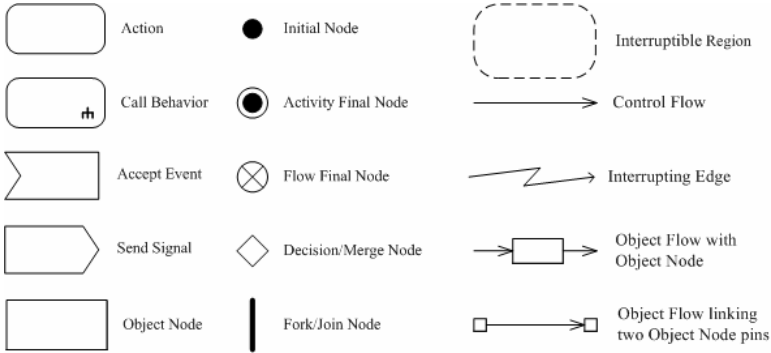 Action
Initial Node
Interruptible Region
Call Behavior
Activity Final Node
Control Flow
Accept Event
Flow Final Node
Interrupting Edge
Send Signal
Decision/Merge Node
Object Flow with
Object Node
Object Node
Fork/Join Node
Object Flow linking
two Object Node pins